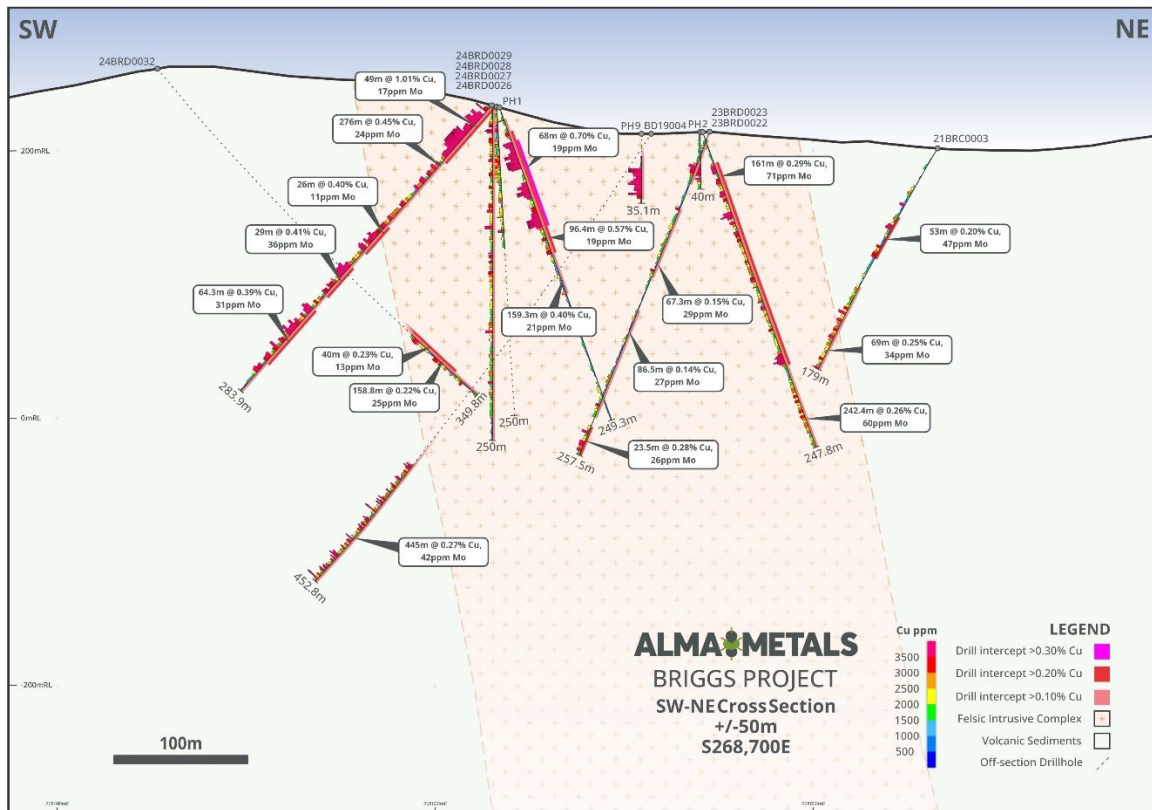 SW
NE
24BRD0032
24BRD0029
24BRD0028
24BRD0027
24BRD0026
PH1
PH9
BD19004
PH2
23BRD0023
23BRD0022
21BRC0003
49m @ 1.01% Cu,
17ppm Mo
276m @ 0.45% Cu,
24ppm Mo
26m @ 0.40% Cu,
11ppm Mo
29m @ 0.41% Cu,
36ppm Mo
64.3m @ 0.39% Cu,
31ppm Mo
68m @ 0.70% Cu,
19ppm Mo
96.4m @ 0.57% Cu,
19ppm Mo
159.3m @ 0.40% Cu,
21ppm Mo
40m @ 0.23% Cu,
13ppm Mo
158.8m @ 0.22% Cu,
25ppm Mo
445m @ 0.27% Cu,
42ppm Mo
161m @ 0.29% Cu,
71ppm Mo
67.3m @ 0.15% Cu,
29ppm Mo
86.5m @ 0.14% Cu,
27ppm Mo
23.5m @ 0.28% Cu,
26ppm Mo
242.4m @ 0.26% Cu,
60ppm Mo
53m @ 0.20% Cu,
47ppm Mo
69m @ 0.25% Cu,
34ppm Mo
283.9m
349.8m
250m
250m
249.3m
257.5m
247.8m
179m
35.1m
40m
452.8m
200mRL
0mRL
-200mRL
100m
ALMA METALS
BRIGGS PROJECT
SW-NE Cross Section
+/-50m
S268,700E
Cu ppm
3500
3000
2500
2000
1500
1000
500
LEGEND
Drill intercept >0.30% Cu
Drill intercept >0.20% Cu
Drill intercept >0.10% Cu
Felsic Intrusive Complex
Volcanic Sediments
Off-section Drillhole